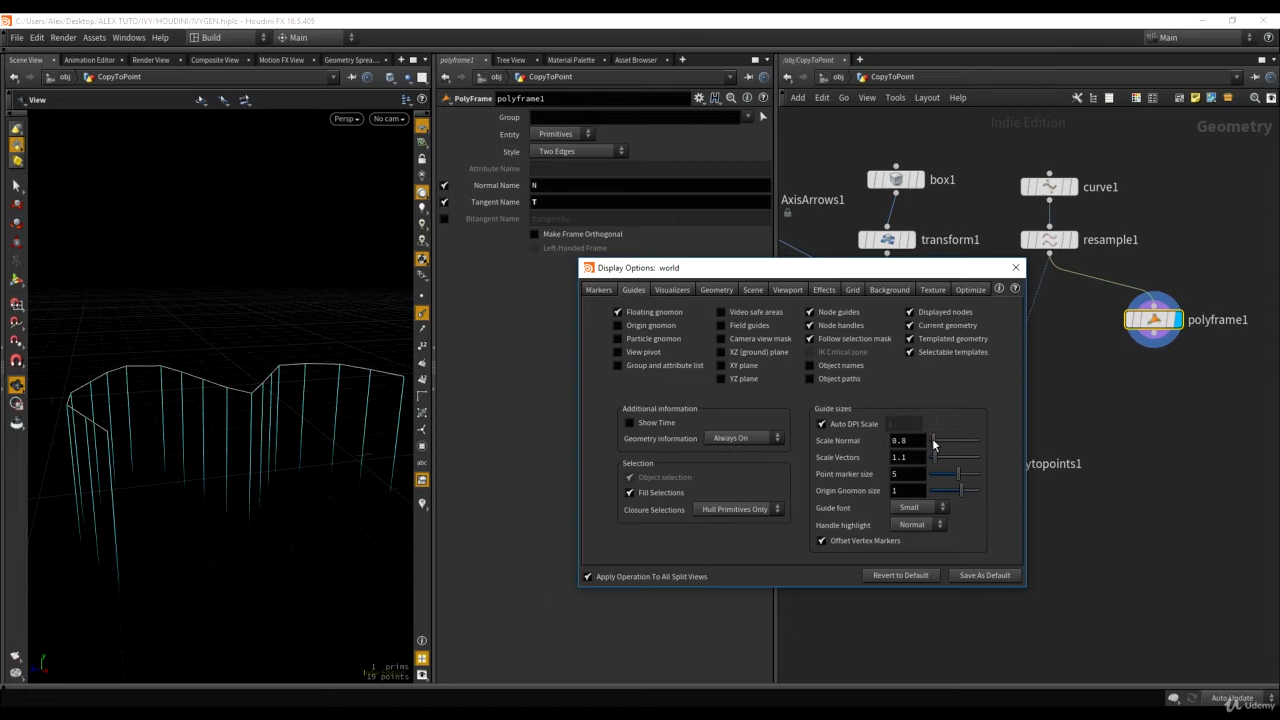 C:/Users/Alex/Desktop/ALEX TUTO/IVY/HOUDINI/IVYGEN.hiplc - Houdini FX 16.5.405
File Edit Render Assets Windows Help Build Main Main
Scene View Animation Editor Render View Composite View Motion FX View Geometry Sprea...
obj CopyToPoint
View
Persp No cam
1 prims
19 points
polyframe1 Tree View Material Palette Asset Browser
obj CopyToPoint
PolyFrame polyframe1
Group
Entity Primitives
Style Two Edges
Attribute Name
Normal Name N
Tangent Name T
Bitangent Name
Make Frame Orthogonal
Left-Handed Frame
/obj/CopyToPoint
obj CopyToPoint
Add Edit Go View Tools Layout Help
Indie Edition Geometry
box1
curve1
AxisArrows1
transform1
resample1
polyframe1
ytopoints1
Display Options: world
Markers Guides Visualizers Geometry Scene Viewport Effects Grid Background Texture Optimize
Floating gnomon Video safe areas Node guides Displayed nodes
Origin gnomon Field guides Node handles Current geometry
Particle gnomon Camera view mask Follow selection mask Templated geometry
View pivot XZ (ground) plane IK Critical zone Selectable templates
Group and attribute list XY plane Object names
YZ plane Object paths
Additional information
Show Time
Geometry information Always On
Selection
Object selection
Fill Selections
Closure Selections Hull Primitives Only
Guide sizes
Auto DPI Scale 1
Scale Normal 0.8
Scale Vectors 1.1
Point marker size 5
Origin Gnomon size 1
Guide font Small
Handle highlight Normal
Offset Vertex Markers
Apply Operation To All Split Views Revert to Default Save As Default
Auto Update
Udemy